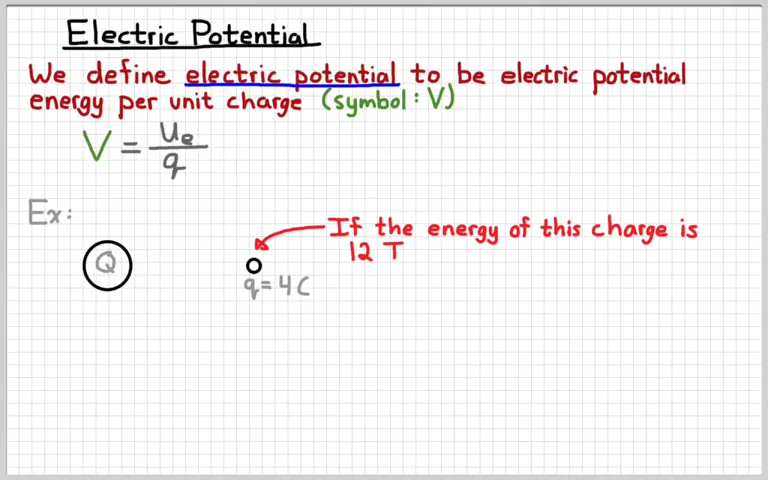 Electric Potential
We define electric potential to be electric potential
energy per unit charge (symbol: V)
V = Ue/q
Ex:
If the energy of this charge is
12 T
Q
q = 4C